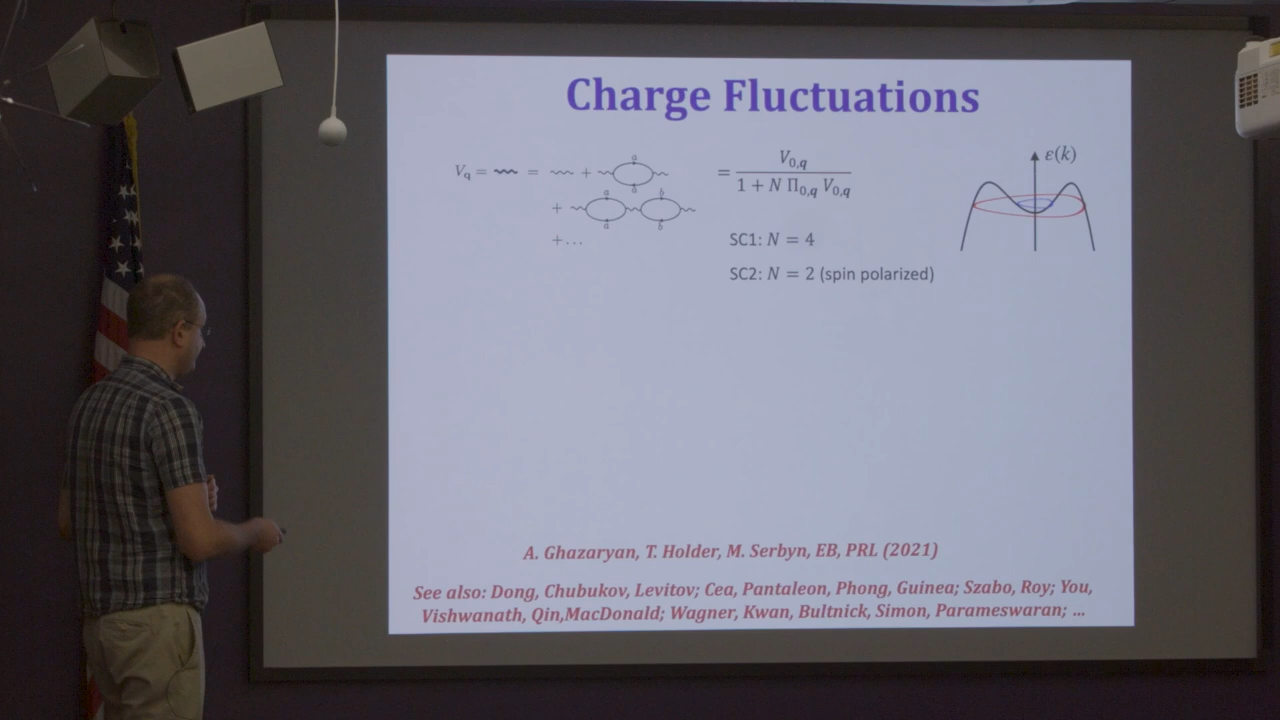 Charge Fluctuations
V_q = = + a a
+ a a b b
+...
= V_{0,q} / (1 + N Π_{0,q} V_{0,q})
ε(k)
SC1: N = 4
SC2: N = 2 (spin polarized)
A. Ghazaryan, T. Holder, M. Serbyn, EB, PRL (2021)
See also: Dong, Chubukov, Levitov; Cea, Pantaleon, Phong, Guinea; Szabo, Roy; You,
Vishwanath, Qin,MacDonald; Wagner, Kwan, Bultnick, Simon, Parameswaran; ...